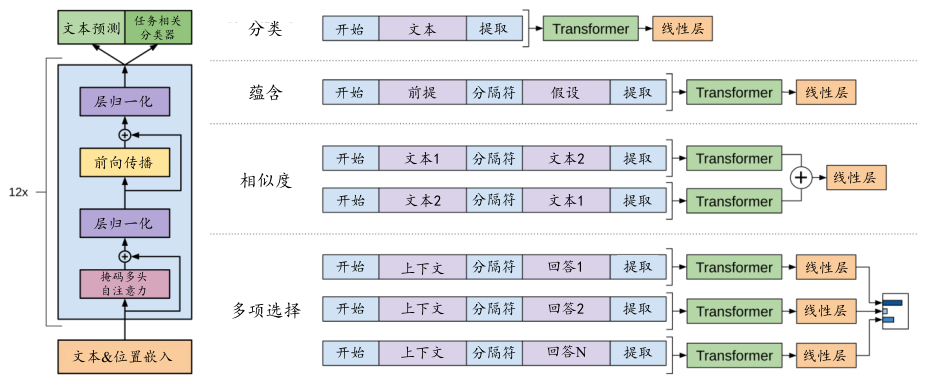 文本预测
任务相关
分类器
层归一化
前向传播
12x
层归一化
掩码多头
自注意力
文本&位置嵌入
分类
开始 文本 提取 Transformer 线性层
蕴含
开始 前提 分隔符 假设 提取 Transformer 线性层
相似度
开始 文本1 分隔符 文本2 提取 Transformer
开始 文本2 分隔符 文本1 提取 Transformer
线性层
多项选择
开始 上下文 分隔符 回答1 提取 Transformer 线性层
开始 上下文 分隔符 回答2 提取 Transformer 线性层
开始 上下文 分隔符 回答N 提取 Transformer 线性层